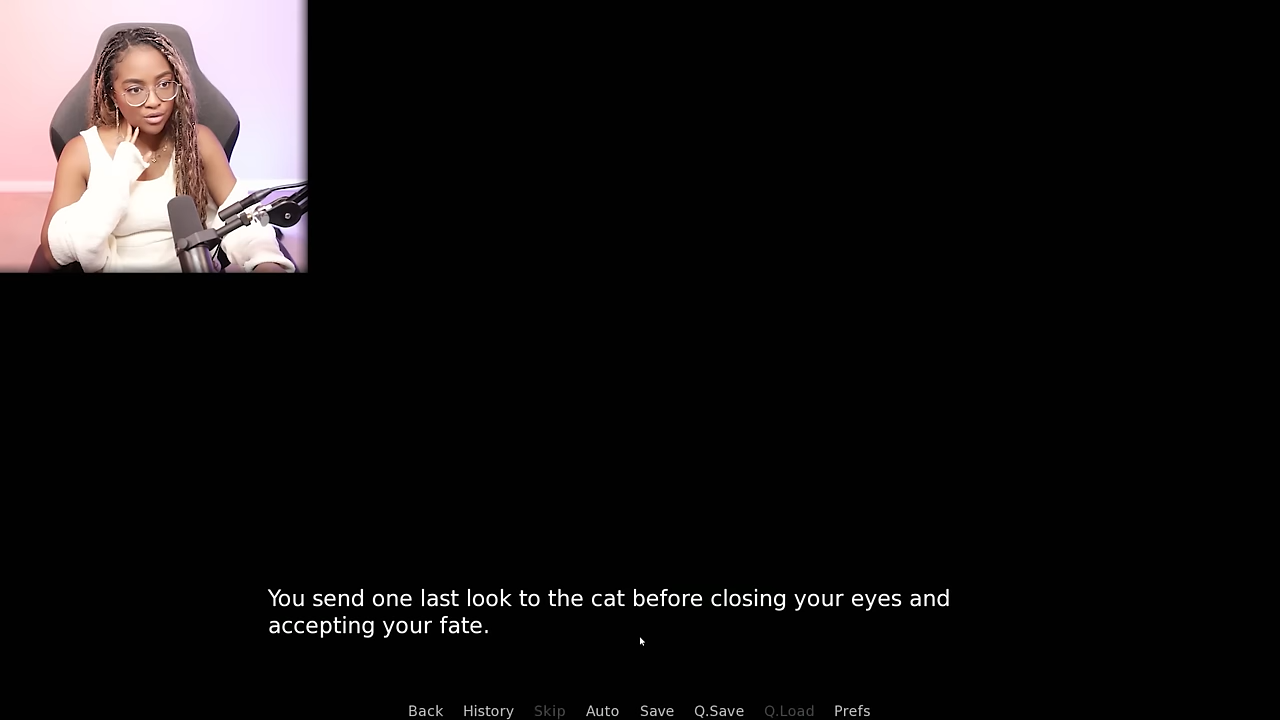 You send one last look to the cat before closing your eyes and
accepting your fate.
Back History Skip Auto Save Q.Save Q.Load Prefs